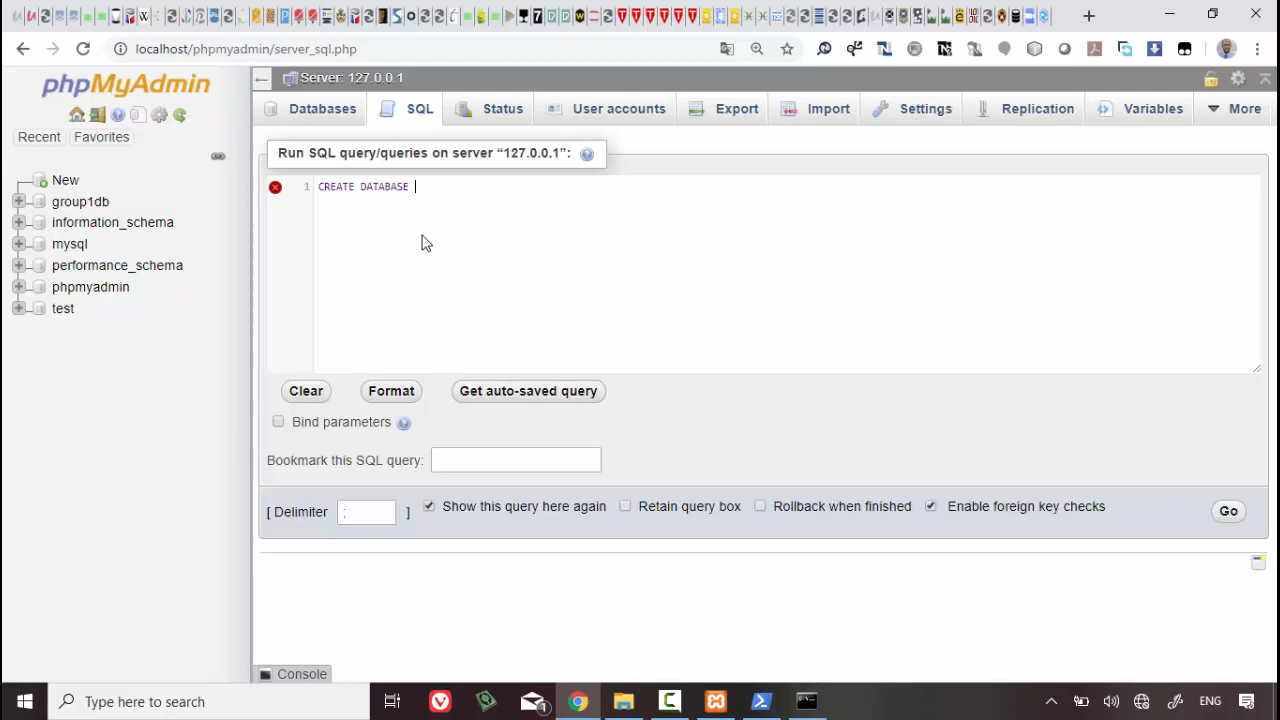 localhost/phpmyadmin/server_sql.php
phpMyAdmin
Server: 127.0.0.1
Databases SQL Status User accounts Export Import Settings Replication Variables More
Recent Favorites
Run SQL query/queries on server “127.0.0.1”:
1 CREATE DATABASE
New
group1db
information_schema
mysql
performance_schema
phpmyadmin
test
Clear Format Get auto-saved query
Bind parameters
Bookmark this SQL query:
[ Delimiter ; ] Show this query here again Retain query box Rollback when finished Enable foreign key checks Go
Console
Type here to search
1
ENG